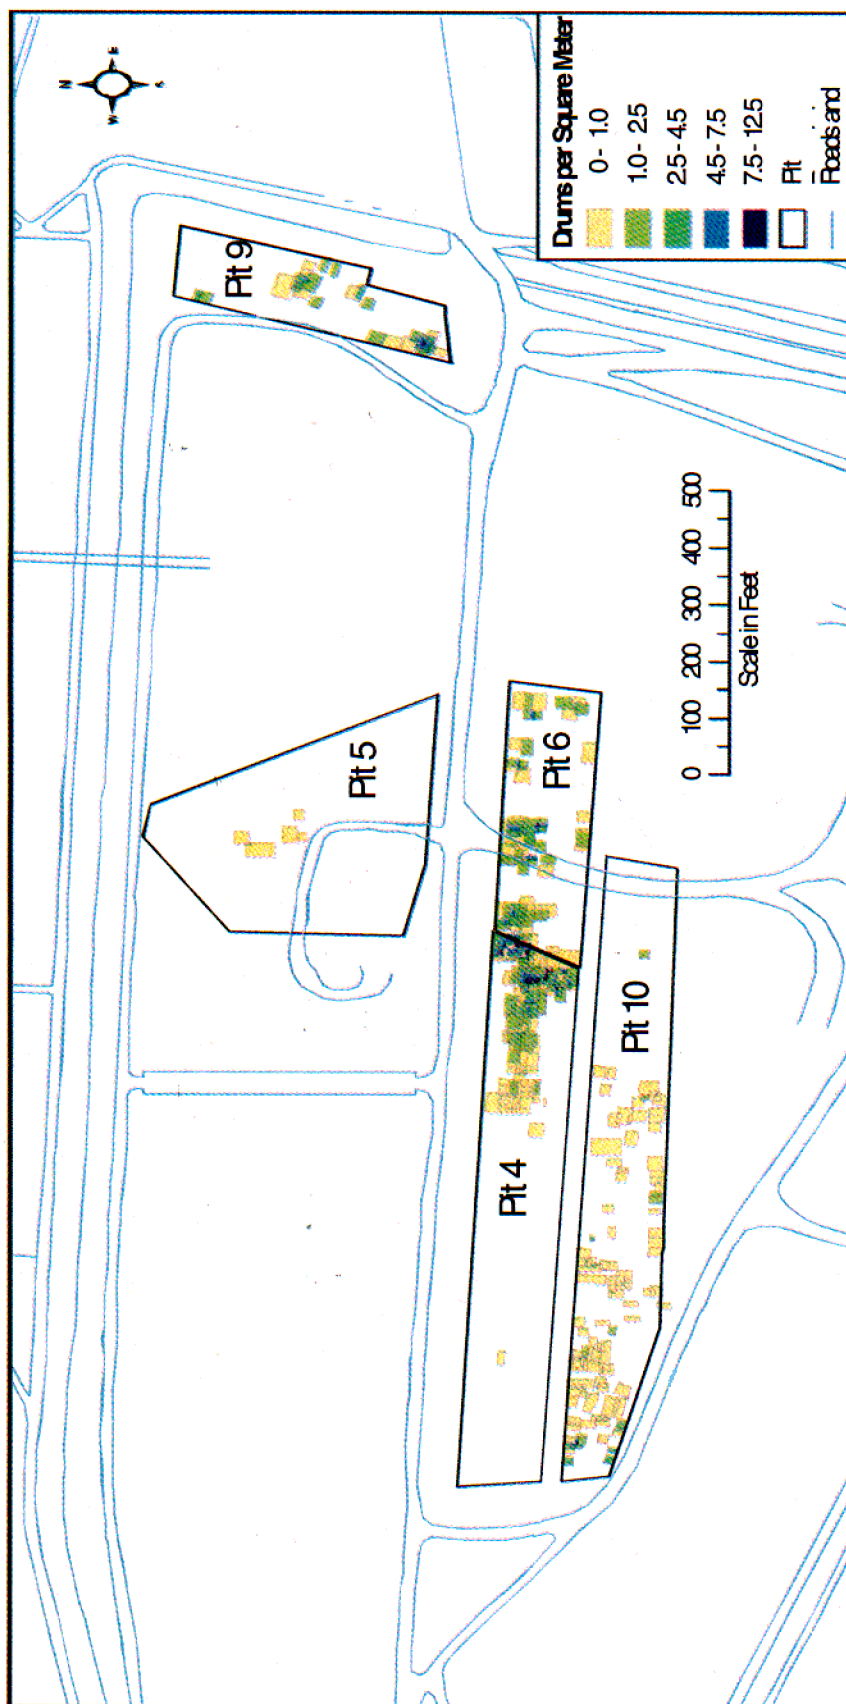 N
W
E
S
Pit 9
Pit 5
Pit 6
Pit 4
Pit 10
0 100 200 300 400 500
Scale in Feet
Drums per Square Meter
0 - 1.0
1.0 - 2.5
2.5 - 4.5
4.5 - 7.5
7.5 - 12.5
Pit
Roads and